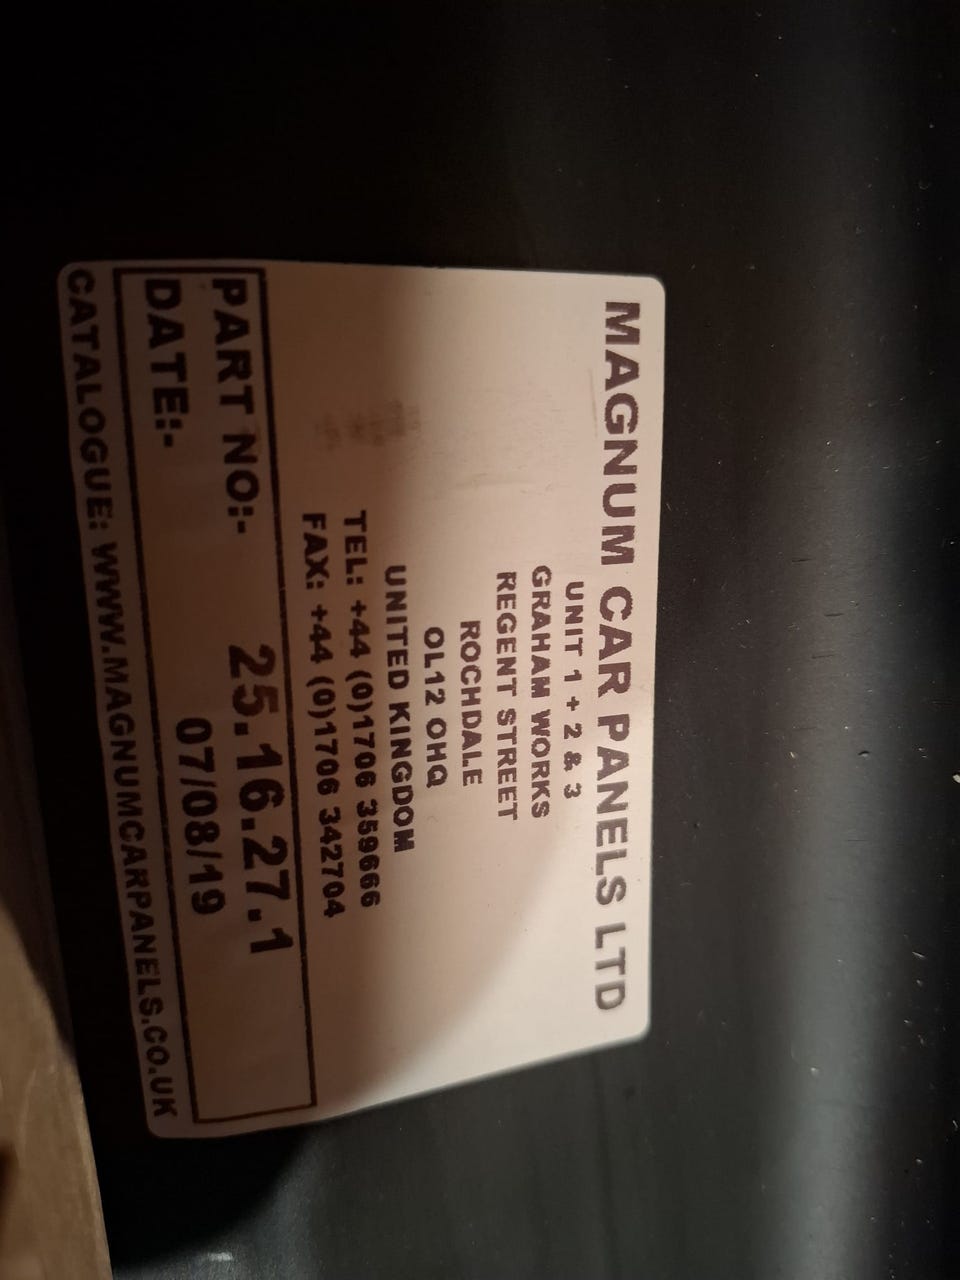 MAGNUM CAR PANELS LTD
UNIT 1 + 2 & 3
GRAHAM WORKS
REGENT STREET
ROCHDALE
OL12 OHQ
UNITED KINGDOM
TEL: +44 (0)1706 359666
FAX: +44 (0)1706 342704
PART NO:- 25.16.27.1
DATE:- 07/08/19
CATALOGUE: WWW.MAGNUMCARPANELS.CO.UK